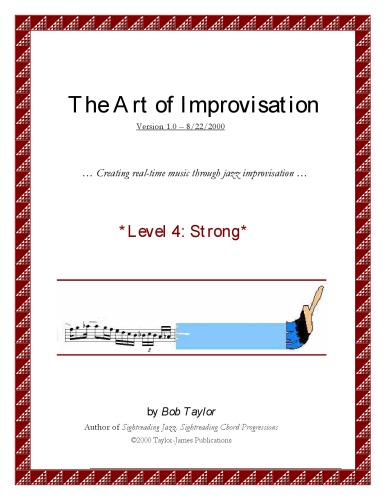 The Art of Improvisation
Version 1.0 – 8/22/2000
… Creating real-time music through jazz improvisation …
*Level 4: Strong*
by Bob Taylor
Author of Sightreading Jazz, Sightreading Chord Progressions
©2000 Taylor-James Publications